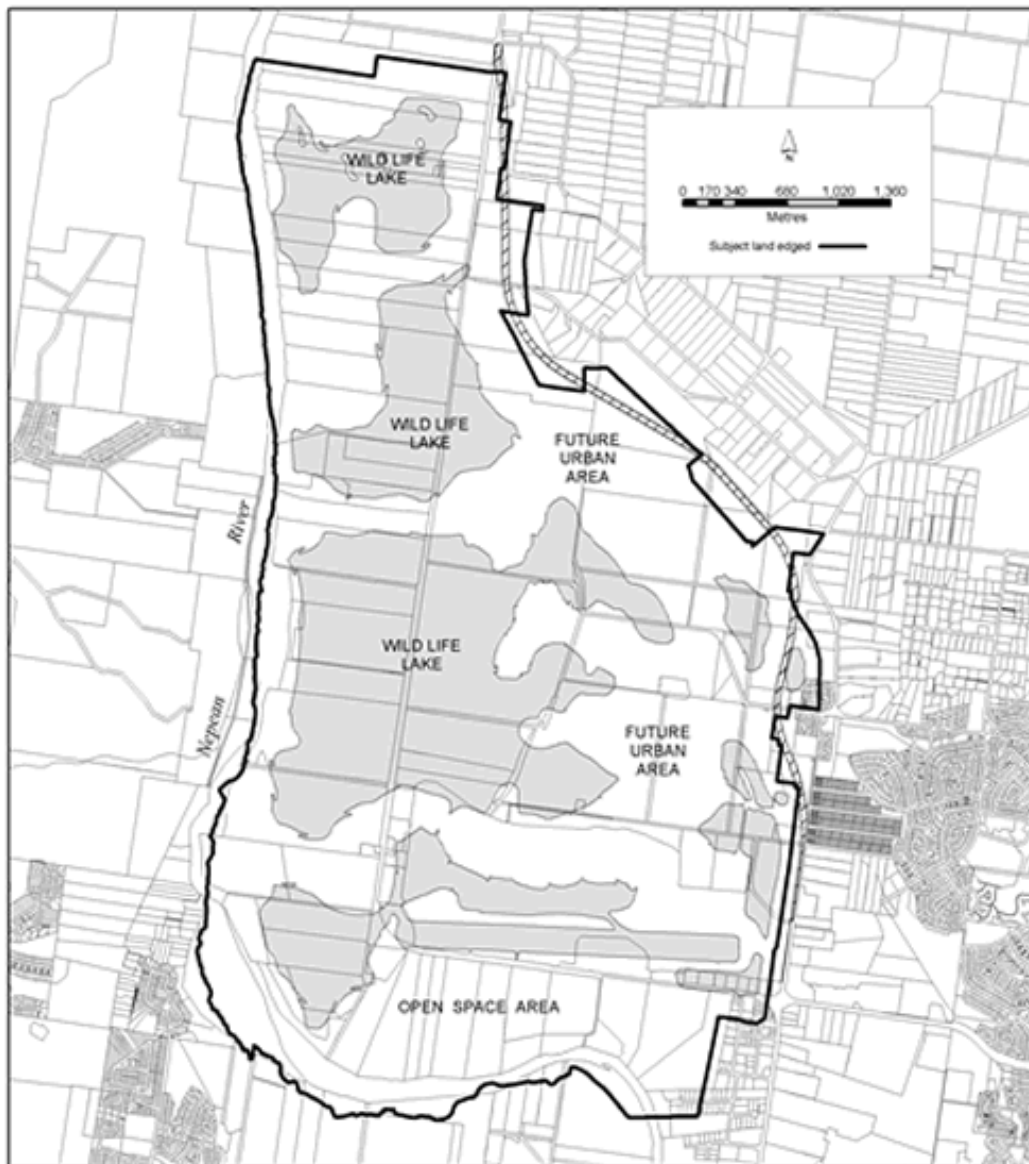 WILD LIFE
LAKE
N
0 170 340 680 1,020 1,360
Metres
Subject land edged
WILD LIFE
LAKE
FUTURE
URBAN
AREA
River
WILD LIFE
LAKE
Nepean
FUTURE
URBAN
AREA
OPEN SPACE AREA